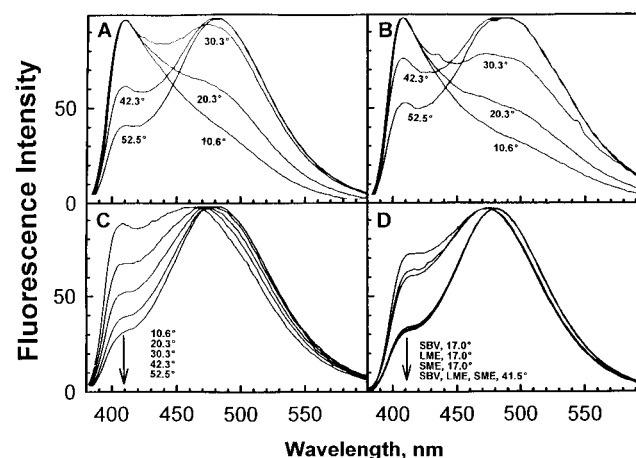 A
B
50
0
30.3°
42.3°
20.3°
52.5°
10.6°
42.3°
30.3°
20.3°
52.5°
10.6°
C
D
50
0
10.6°
20.3°
30.3°
42.3°
52.5°
SBV, 17.0°
LME, 17.0°
SME, 17.0°
SBV, LME, SME, 41.5°
400 450 500 550
400 450 500 550
Fluorescence Intensity
Wavelength, nm